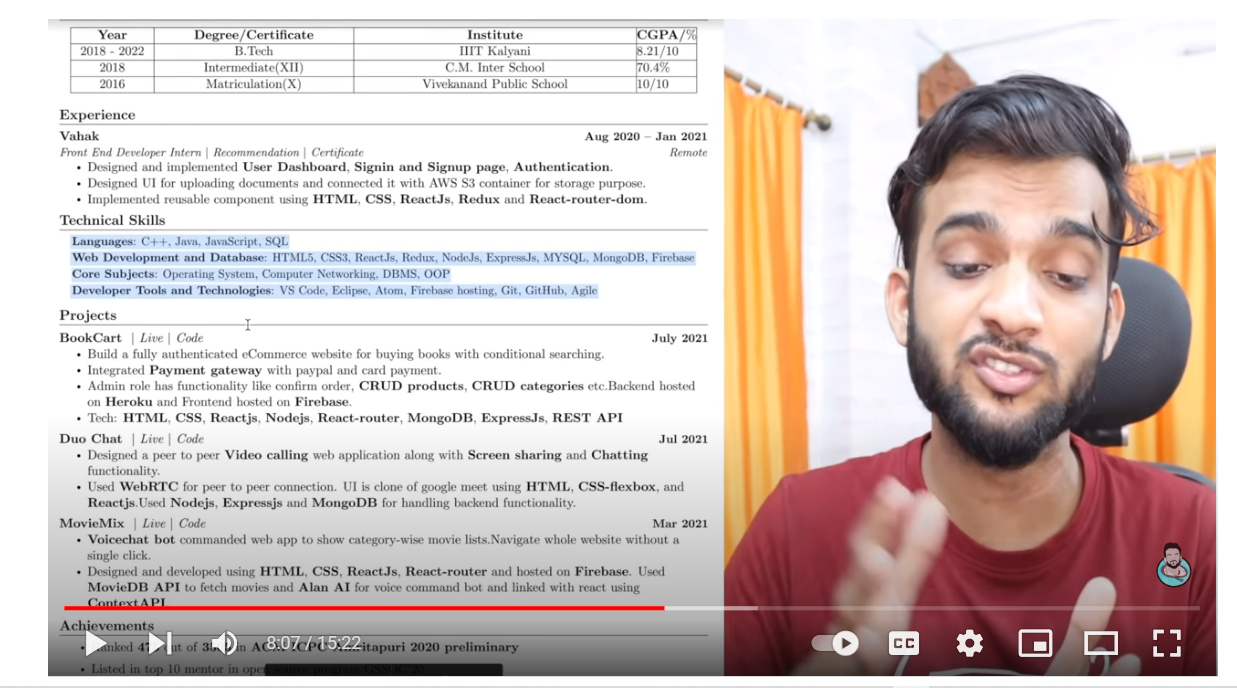 Year Degree/Certificate Institute CGPA/%
2018 - 2022 B.Tech IIIT Kalyani 8.21/10
2018 Intermediate(XII) C.M. Inter School 70.4%
2016 Matriculation(X) Vivekanand Public School 10/10
Experience
Vahak Aug 2020 – Jan 2021
Front End Developer Intern | Recommendation | Certificate Remote
• Designed and implemented User Dashboard, Signin and Signup page, Authentication.
• Designed UI for uploading documents and connected it with AWS S3 container for storage purpose.
• Implemented reusable component using HTML, CSS, ReactJs, Redux and React-router-dom.
Technical Skills
Languages: C++, Java, JavaScript, SQL
Web Development and Database: HTML5, CSS3, ReactJs, Redux, NodeJs, ExpressJs, MYSQL, MongoDB, Firebase
Core Subjects: Operating System, Computer Networking, DBMS, OOP
Developer Tools and Technologies: VS Code, Eclipse, Atom, Firebase hosting, Git, GitHub, Agile
Projects
BookCart | Live | Code July 2021
• Build a fully authenticated eCommerce website for buying books with conditional searching.
• Integrated Payment gateway with paypal and card payment.
• Admin role has functionality like confirm order, CRUD products, CRUD categories etc.Backend hosted
on Heroku and Frontend hosted on Firebase.
• Tech: HTML, CSS, Reactjs, Nodejs, React-router, MongoDB, ExpressJs, REST API
Duo Chat | Live | Code Jul 2021
• Designed a peer to peer Video calling web application along with Screen sharing and Chatting
functionality.
• Used WebRTC for peer to peer connection. UI is clone of google meet using HTML, CSS-flexbox, and
Reactjs.Used Nodejs, Expressjs and MongoDB for handling backend functionality.
MovieMix | Live | Code Mar 2021
• Voicechat bot commanded web app to show category-wise movie lists.Navigate whole website without a
single click.
• Designed and developed using HTML, CSS, ReactJs, React-router and hosted on Firebase. Used
MovieDB API to fetch movies and Alan AI for voice command bot and linked with react using
ContextAPI.
Achievements
out of in 2020 preliminary
8:07 / 15:22
CC
• Listed in top 10 mentor in